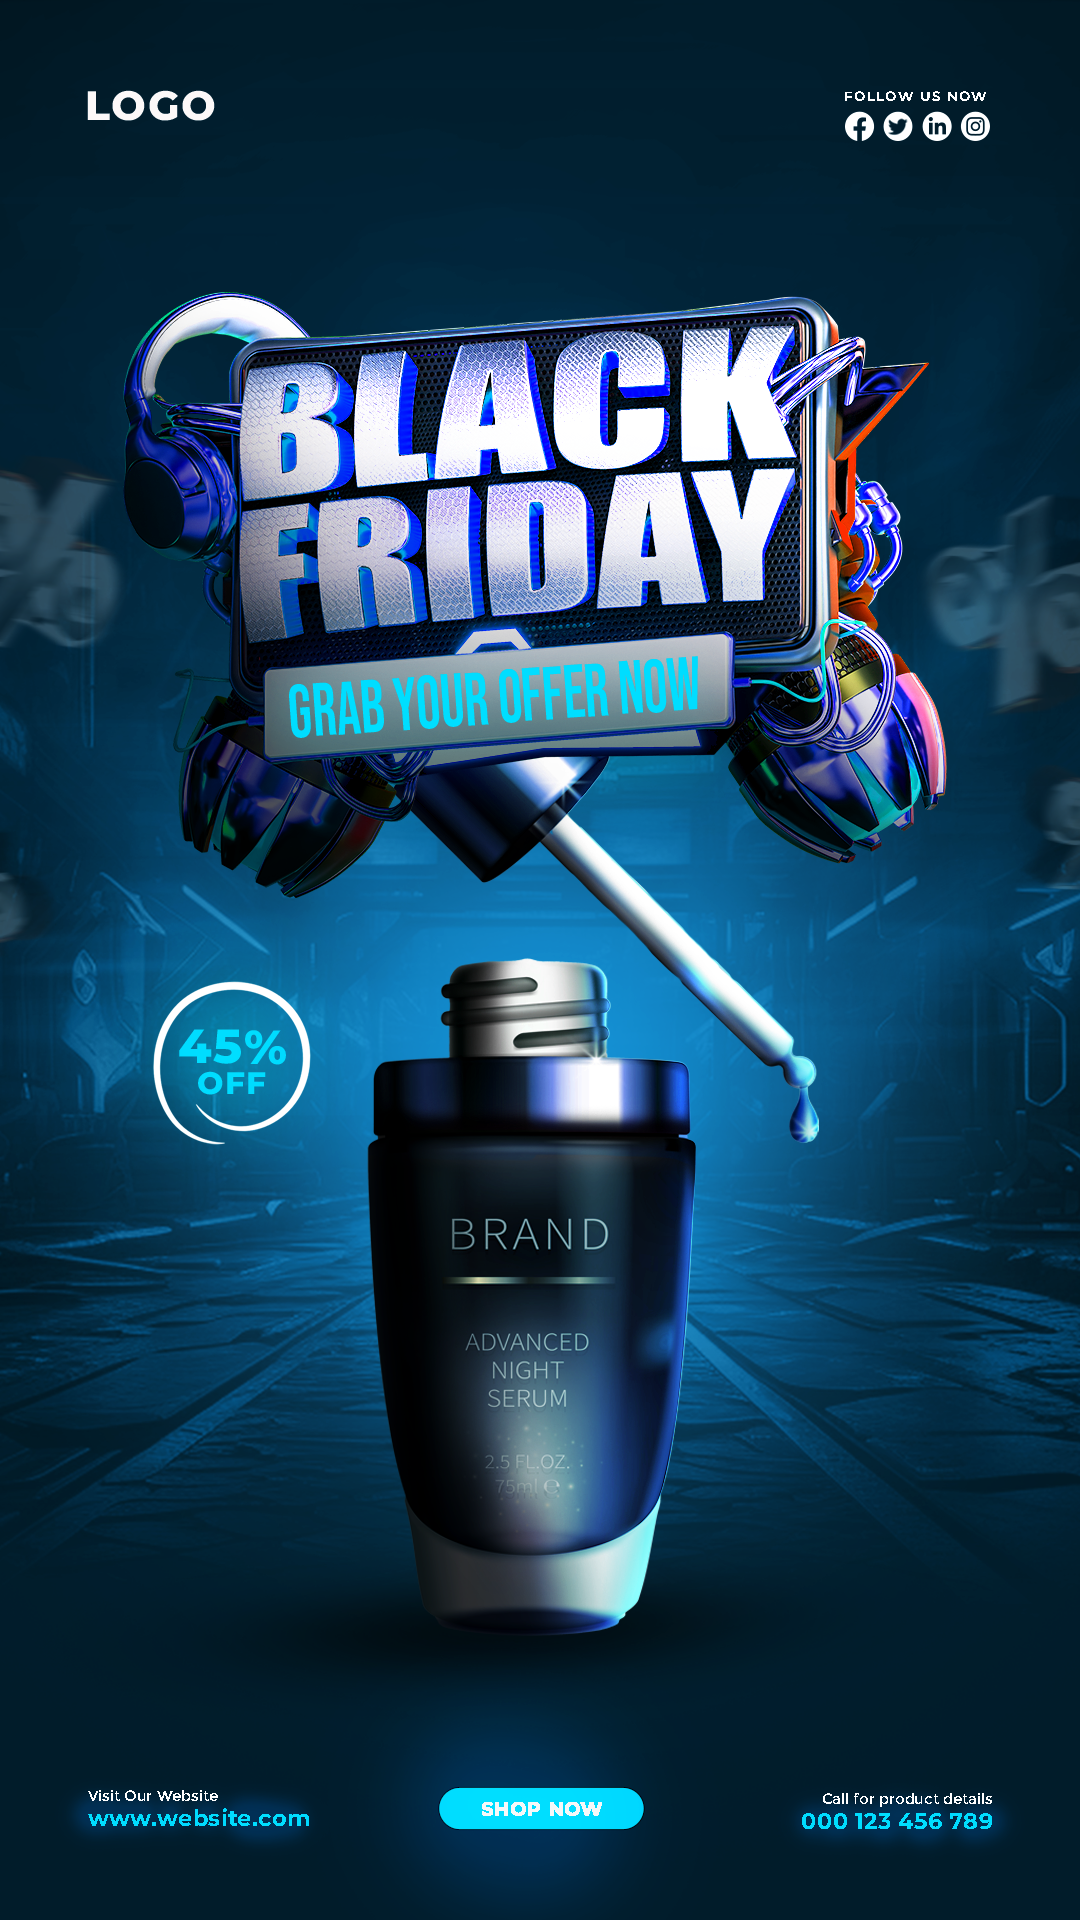 LOGO
FOLLOW US NOW
BLACK
FRIDAY
GRAB YOUR OFFER NOW
45%
OFF
BRAND
ADVANCED
NIGHT
SERUM
2.5 FL.OZ.
75ml ℮
Visit Our Website
www.website.com
SHOP NOW
Call for product details
000 123 456 789